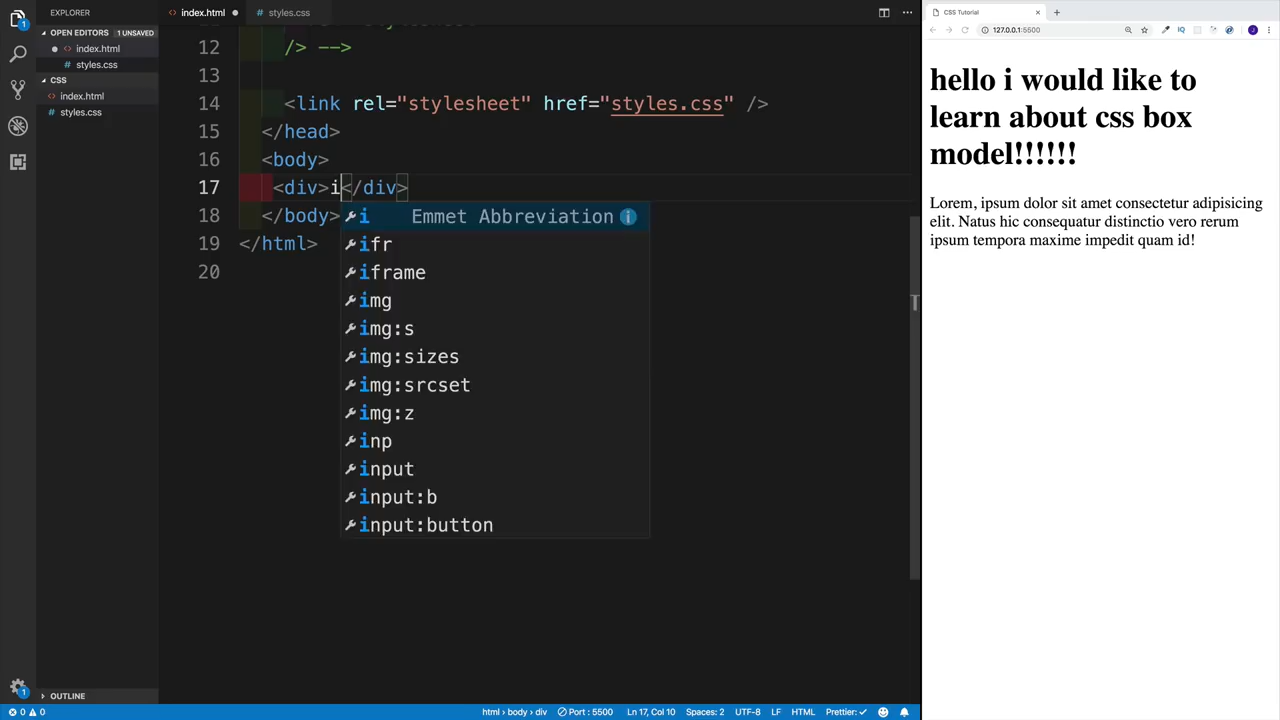 EXPLORER
OPEN EDITORS 1 UNSAVED
index.html
styles.css
CSS
index.html
styles.css
OUTLINE
1
1
index.html
styles.css
12 /> -->
13
14 <link rel="stylesheet" href="styles.css" />
15 </head>
16 <body>
17 <div>i</div>
18 </body>
19 </html>
20
i Emmet Abbreviation
ifr
iframe
img
img:s
img:sizes
img:srcset
img:z
inp
input
input:b
input:button
0 0 html › body › div Port : 5500 Ln 17, Col 10 Spaces: 2 UTF-8 LF HTML Prettier: ✓
CSS Tutorial
127.0.0.1:5500
IQ
J
hello i would like to
learn about css box
model!!!!!!
Lorem, ipsum dolor sit amet consectetur adipisicing
elit. Natus hic consequatur distinctio vero rerum
ipsum tempora maxime impedit quam id!